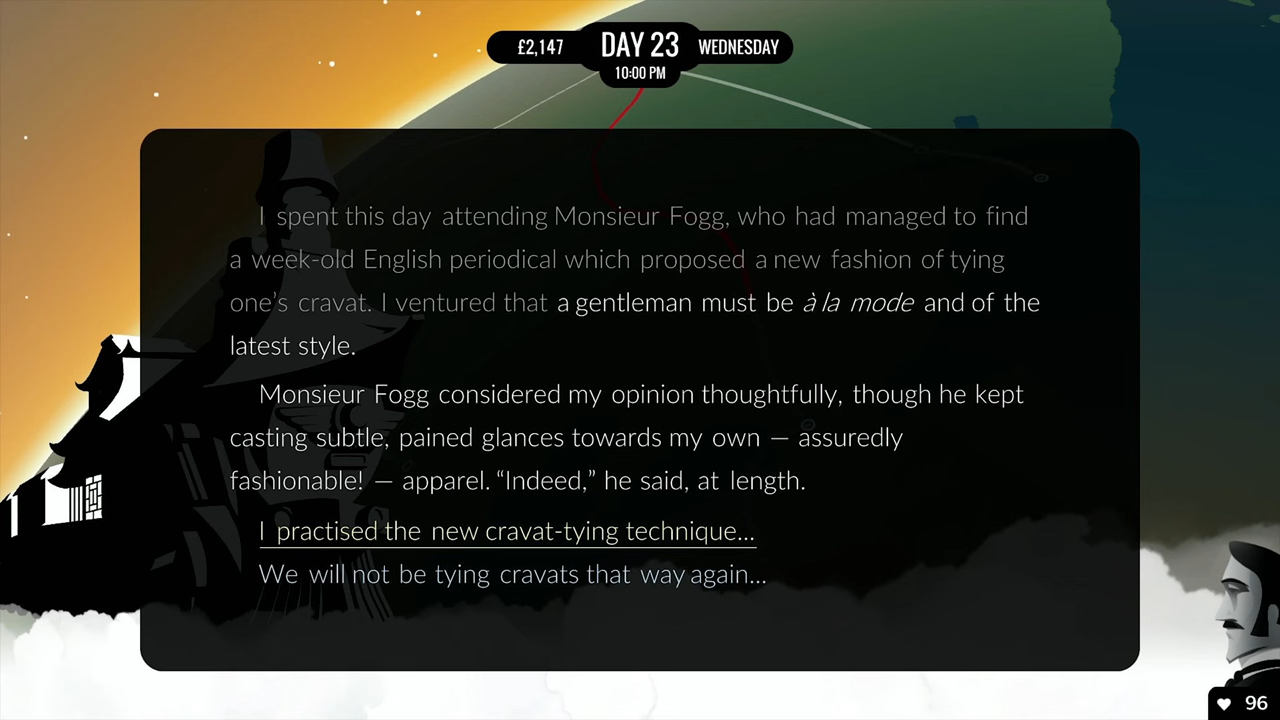 £2,147 DAY 23 WEDNESDAY
10:00 PM
I spent this day attending Monsieur Fogg, who had managed to find
a week-old English periodical which proposed a new fashion of tying
one’s cravat. I ventured that a gentleman must be à la mode and of the
latest style.
Monsieur Fogg considered my opinion thoughtfully, though he kept
casting subtle, pained glances towards my own — assuredly
fashionable! — apparel. “Indeed,” he said, at length.
I practised the new cravat-tying technique...
We will not be tying cravats that way again...
96